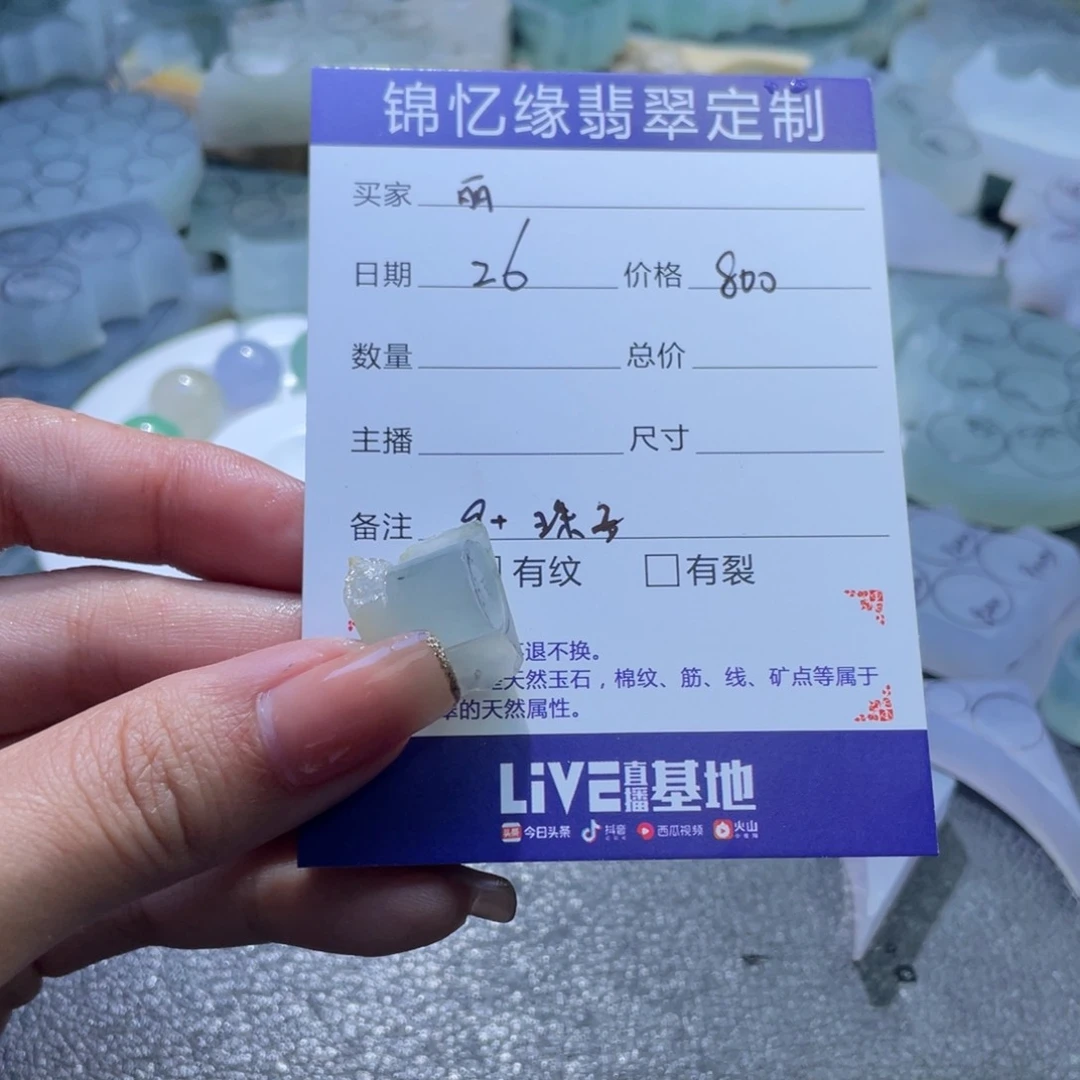 锦忆缘翡翠定制
买家 丽
日期 26 价格 800
数量 总价
主播 尺寸
备注 9+ 珠子
有纹 有裂
退不换。
天然玉石，棉纹、筋、线、矿点等属于
的天然属性。
LiVE直播基地
头条 今日头条 抖音 西瓜视频 火山